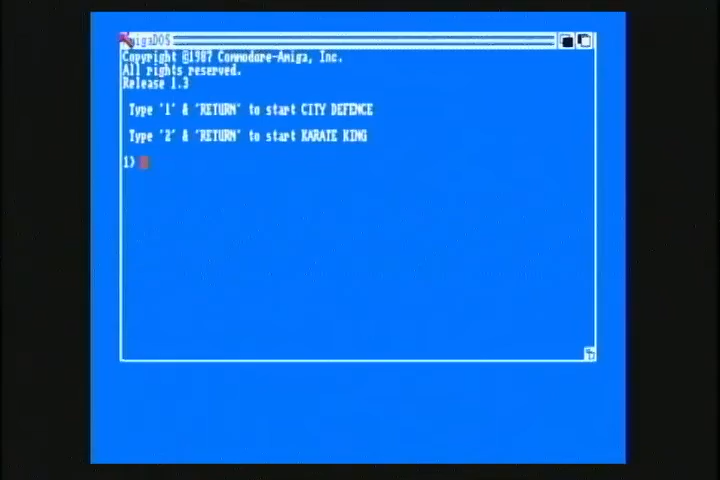 AmigaDOS
Copyright ©1987 Commodore-Amiga, Inc.
All rights reserved.
Release 1.3
Type '1' & 'RETURN' to start CITY DEFENCE
Type '2' & 'RETURN' to start KARATE KING
1>